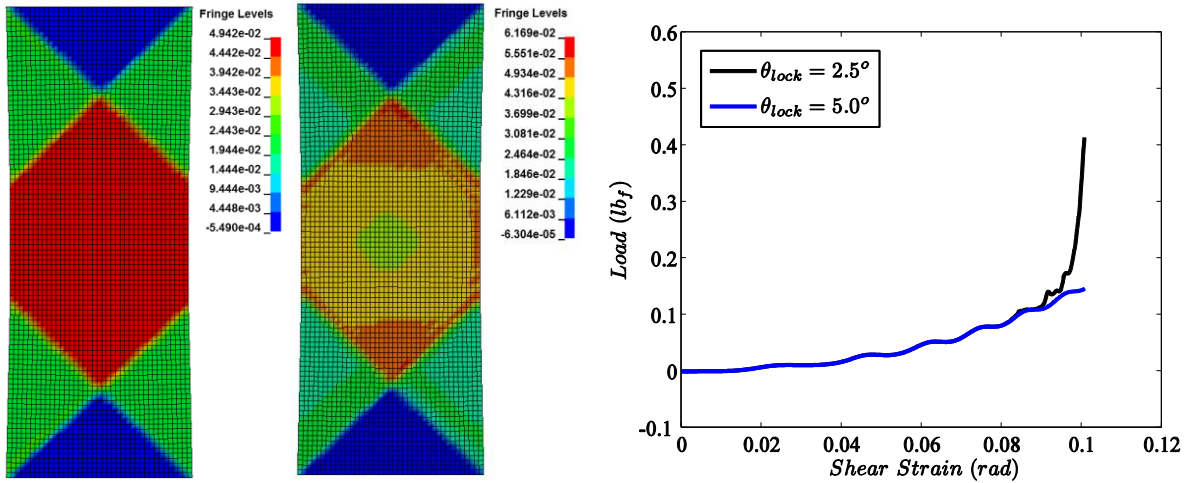 Fringe Levels
4.942e-02
4.442e-02
3.942e-02
3.443e-02
2.943e-02
2.443e-02
1.944e-02
1.444e-02
9.444e-03
4.448e-03
-5.490e-04
Fringe Levels
6.169e-02
5.551e-02
4.934e-02
4.316e-02
3.699e-02
3.081e-02
2.464e-02
1.846e-02
1.229e-02
6.112e-03
-6.304e-05
0.6
0.5
0.4
0.3
0.2
0.1
0
-0.1
Load (lb_f)
θ_lock = 2.5°
θ_lock = 5.0°
0 0.02 0.04 0.06 0.08 0.1 0.12
Shear Strain (rad)